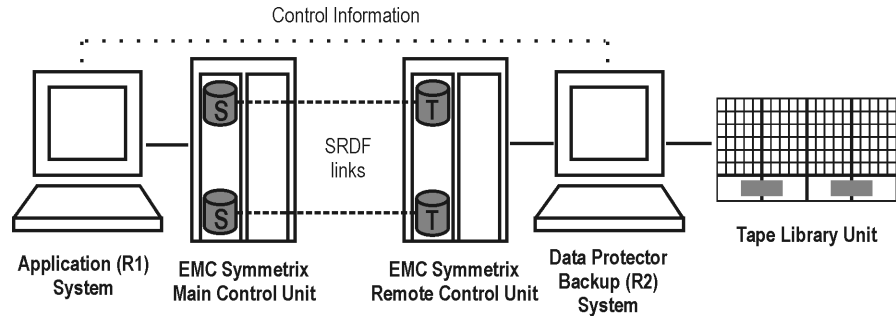 Control Information
S
T
SRDF
links
S
T
Application (R1)
System
EMC Symmetrix
Main Control Unit
EMC Symmetrix
Remote Control Unit
Data Protector
Backup (R2)
System
Tape Library Unit